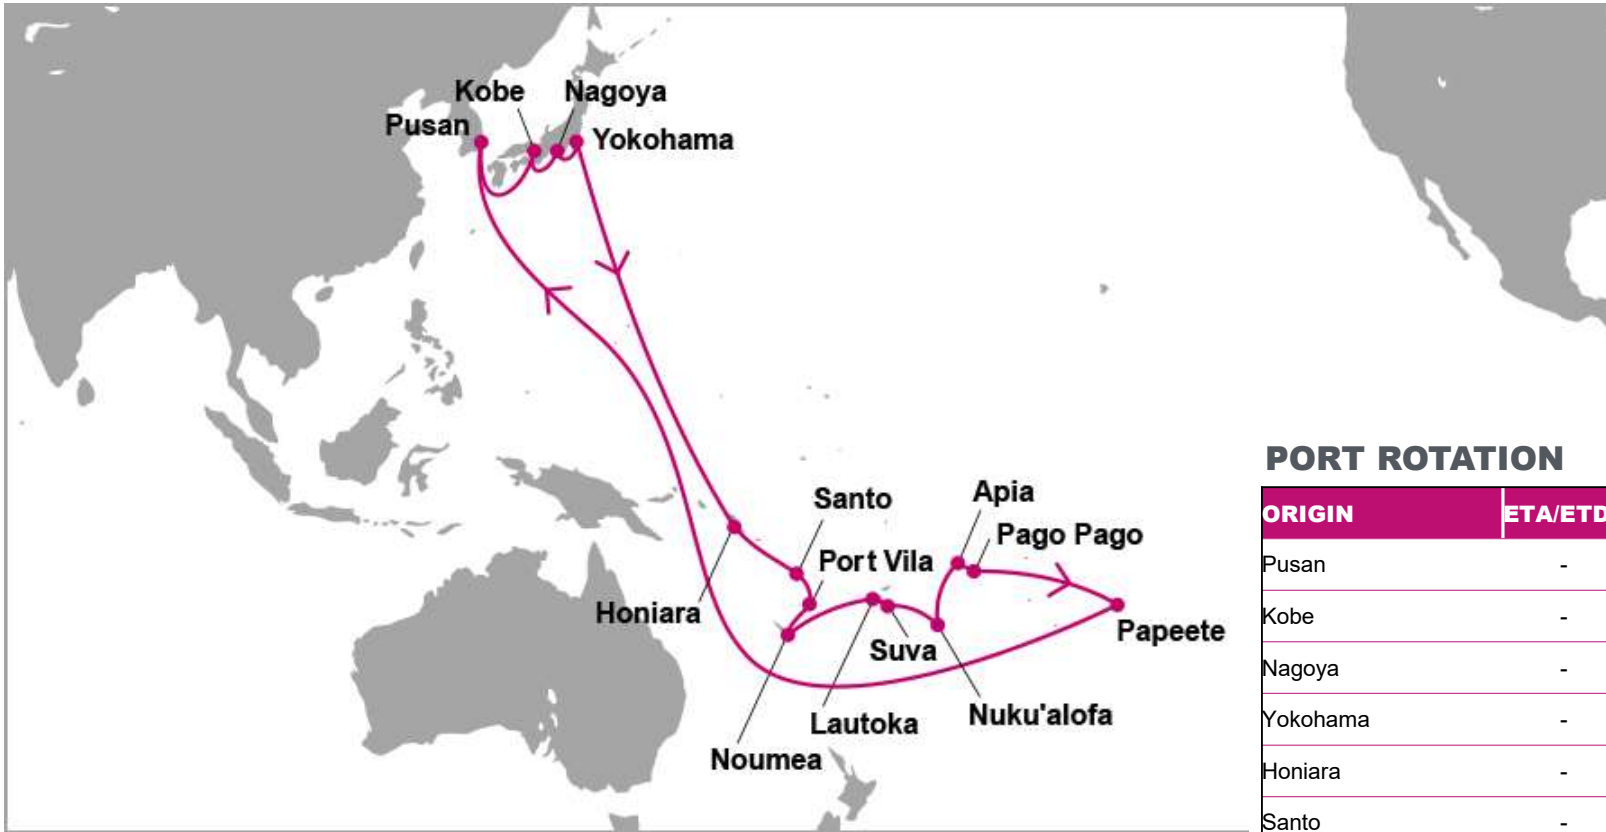 Kobe
Nagoya
Pusan
Yokohama
Santo
Apia
Pago Pago
Port Vila
Honiara
Papeete
Suva
Nuku'alofa
Lautoka
Noumea
PORT ROTATION
ORIGIN ETA/ETD
Pusan -
Kobe -
Nagoya -
Yokohama -
Honiara -
Santo -